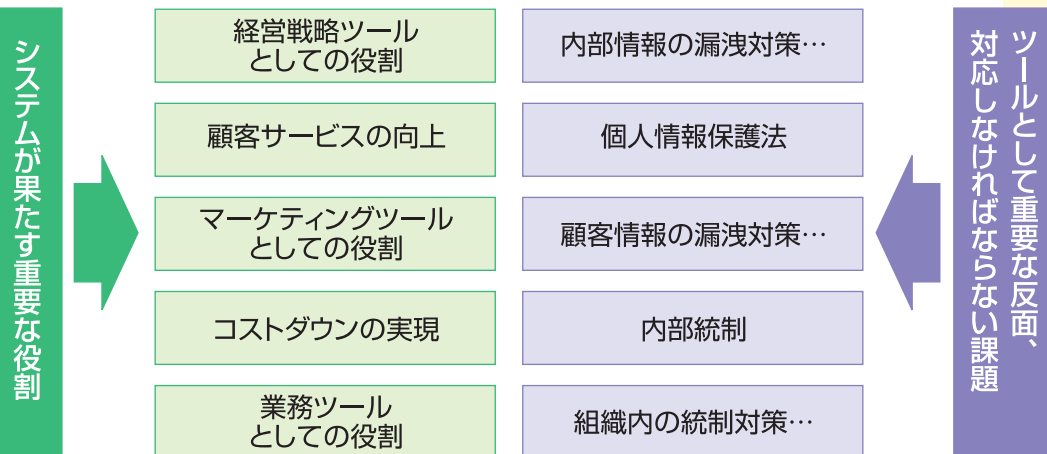 システムが果たす重要な役割
経営戦略ツール
としての役割
顧客サービスの向上
マーケティングツール
としての役割
コストダウンの実現
業務ツール
としての役割
内部情報の漏洩対策…
個人情報保護法
顧客情報の漏洩対策…
内部統制
組織内の統制対策…
ツールとして重要な反面、
対応しなければならない課題